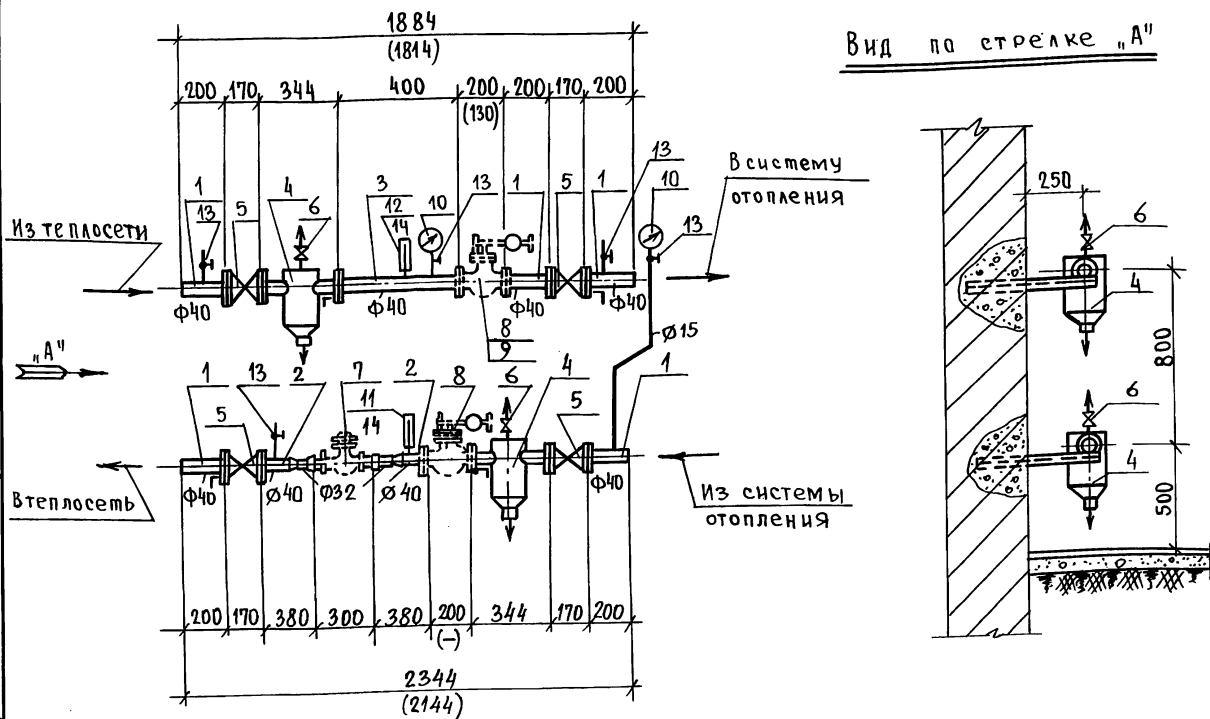 1884
(1814)
200 170 344 400 200 200 170 200
(130)
Вид по стрелке „А"
1
13
5
4
6
3
12
14
10
13
1
5
1
13
10
13
В систему
отопления
Из теплосети
ф40
ф40
ф40
ф40
8
9
ф15
„А"
1
5
13
2
7
11
14
2
8
6
4
5
1
В теплосеть
ф40
ф40
ф32
ф40
ф40
Из системы
отопления
200 170 380 300 380 200 344 170 200
(—)
2344
(2144)
250
6
4
800
6
4
500